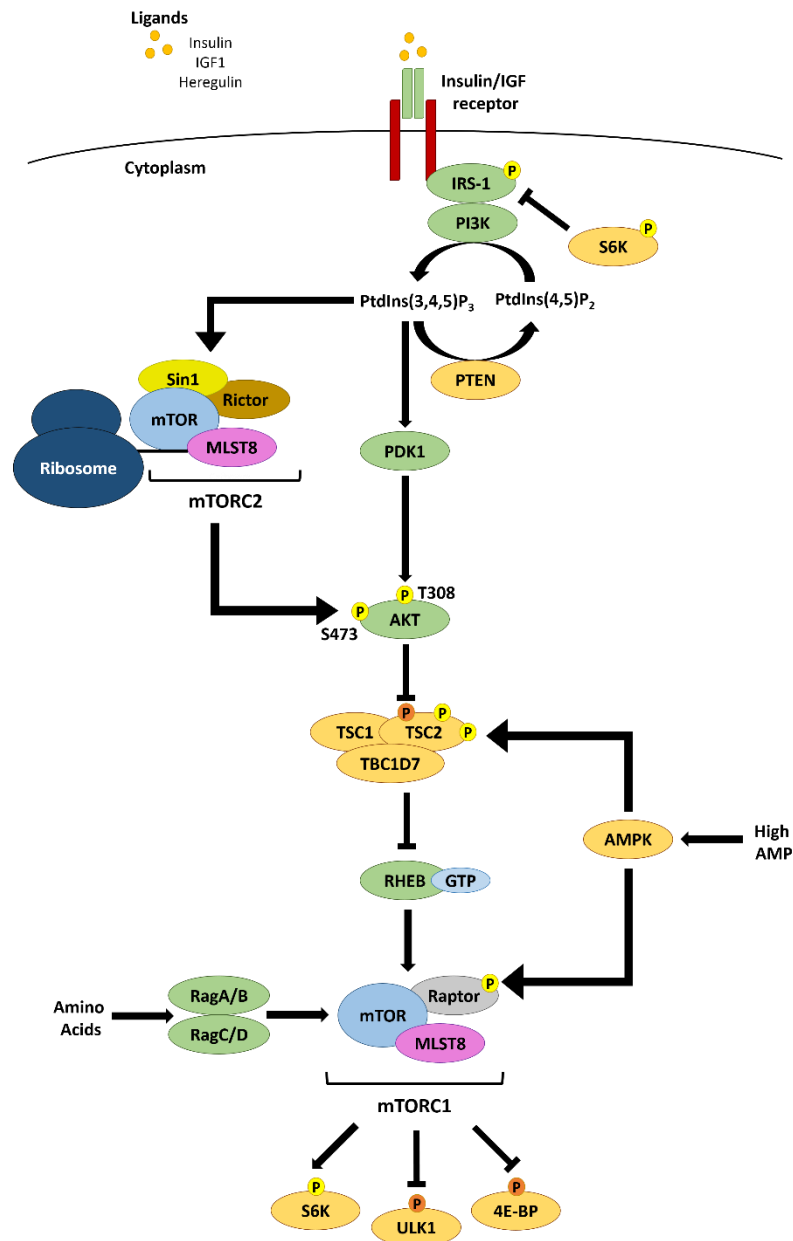 Ligands
Insulin
IGF1
Heregulin
Insulin/IGF
receptor
Cytoplasm
P
IRS-1
PI3K
P
S6K
PtdIns(3,4,5)P₃
PtdIns(4,5)P₂
PTEN
Sin1
Rictor
mTOR
MLST8
Ribosome
mTORC2
PDK1
P
T308
P
S473
AKT
P
P
P
TSC1
TSC2
TBC1D7
AMPK
High
AMP
RHEB
GTP
Amino
Acids
RagA/B
RagC/D
P
Raptor
mTOR
MLST8
mTORC1
P
S6K
P
ULK1
P
4E-BP